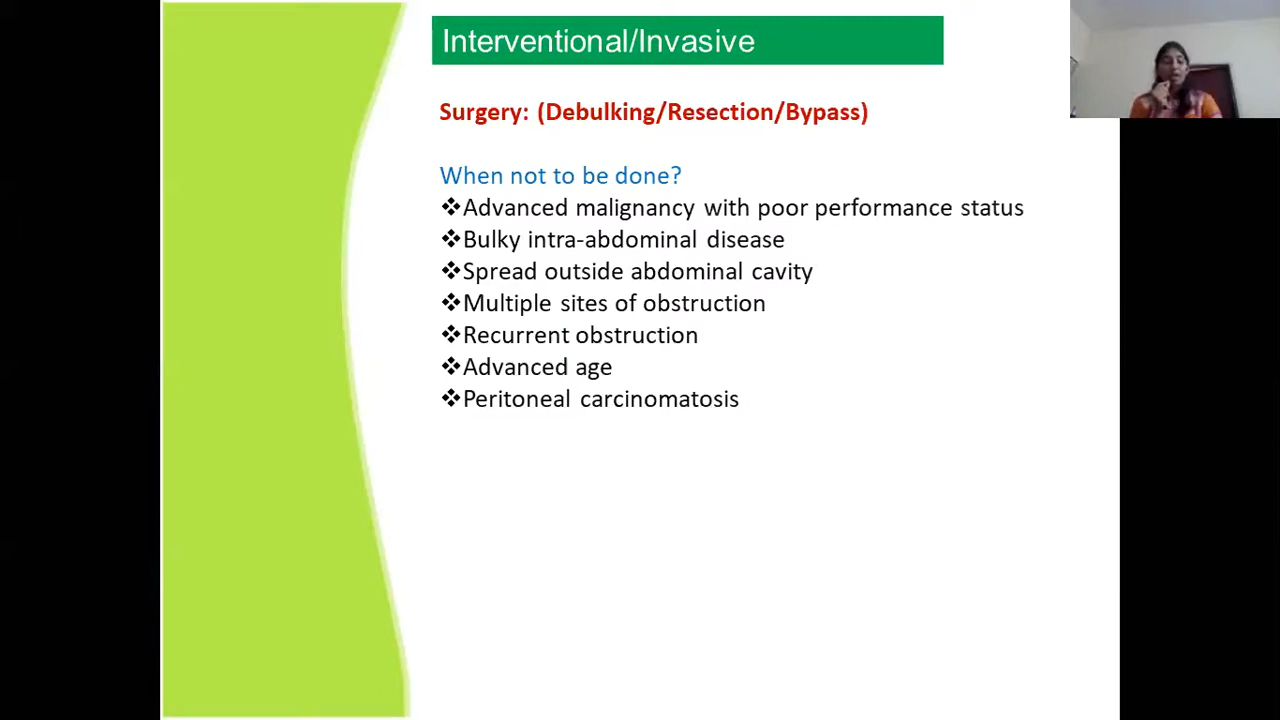 Interventional/Invasive
Surgery: (Debulking/Resection/Bypass)
When not to be done?
❖Advanced malignancy with poor performance status
❖Bulky intra-abdominal disease
❖Spread outside abdominal cavity
❖Multiple sites of obstruction
❖Recurrent obstruction
❖Advanced age
❖Peritoneal carcinomatosis